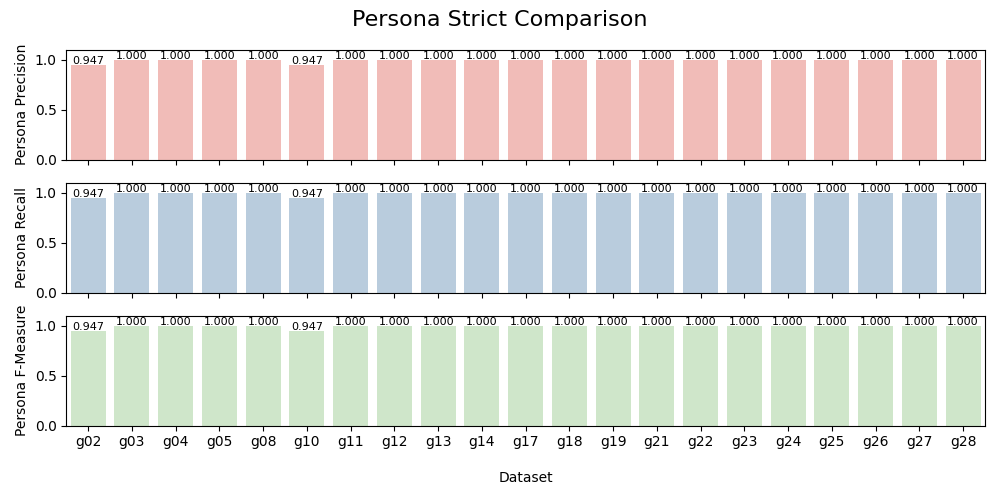 Persona Strict Comparison
Persona Precision
1.0
0.5
0.0
0.947 1.000 1.000 1.000 1.000 0.947 1.000 1.000 1.000 1.000 1.000 1.000 1.000 1.000 1.000 1.000 1.000 1.000 1.000 1.000 1.000
Persona Recall
1.0
0.5
0.0
0.947 1.000 1.000 1.000 1.000 0.947 1.000 1.000 1.000 1.000 1.000 1.000 1.000 1.000 1.000 1.000 1.000 1.000 1.000 1.000 1.000
Persona F-Measure
1.0
0.5
0.0
0.947 1.000 1.000 1.000 1.000 0.947 1.000 1.000 1.000 1.000 1.000 1.000 1.000 1.000 1.000 1.000 1.000 1.000 1.000 1.000 1.000
g02 g03 g04 g05 g08 g10 g11 g12 g13 g14 g17 g18 g19 g21 g22 g23 g24 g25 g26 g27 g28
Dataset